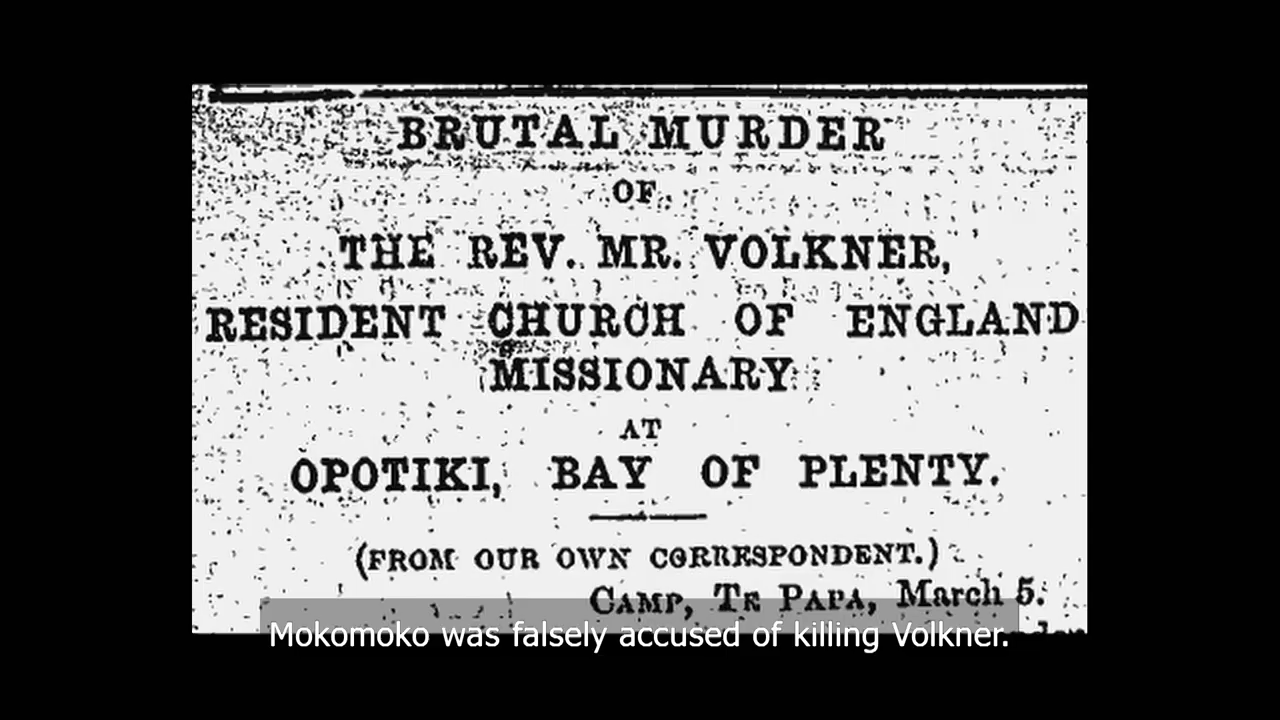 BRUTAL MURDER
OF
THE REV. MR. VOLKNER,
RESIDENT CHURCH OF ENGLAND
MISSIONARY
AT
OPOTIKI, BAY OF PLENTY.
(FROM OUR OWN CORRESPONDENT.)
CAMP, TE PAPA, March 5.
Mokomoko was falsely accused of killing Volkner.